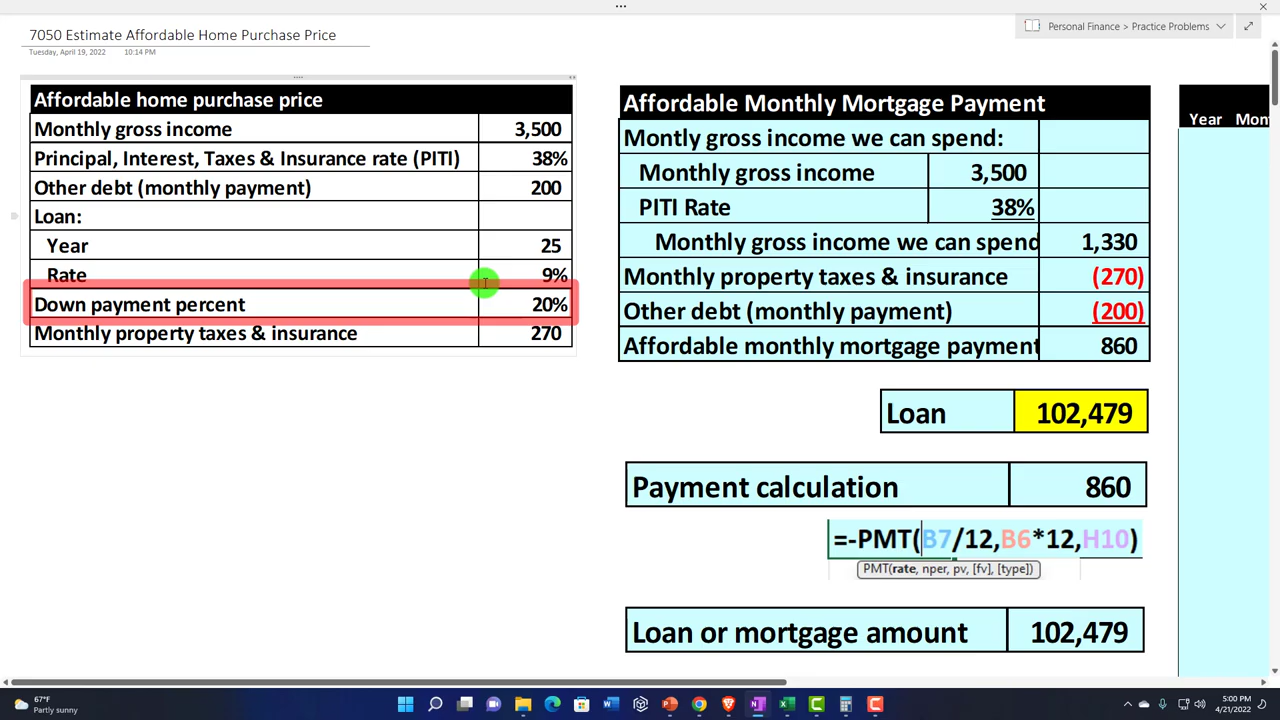 7050 Estimate Affordable Home Purchase Price
Tuesday, April 19, 2022 10:14 PM
Personal Finance > Practice Problems
Affordable home purchase price
Monthly gross income 3,500
Principal, Interest, Taxes & Insurance rate (PITI) 38%
Other debt (monthly payment) 200
Loan:
Year 25
Rate 9%
Down payment percent 20%
Monthly property taxes & insurance 270
Affordable Monthly Mortgage Payment
Montly gross income we can spend:
Monthly gross income 3,500
PITI Rate 38%
Monthly gross income we can spend 1,330
Monthly property taxes & insurance (270)
Other debt (monthly payment) (200)
Affordable monthly mortgage payment 860
Loan 102,479
Payment calculation 860
=-PMT(B7/12,B6*12,H10)
PMT(rate, nper, pv, [fv], [type])
Loan or mortgage amount 102,479
Year Mont
67°F
Partly sunny
5:00 PM
4/21/2022